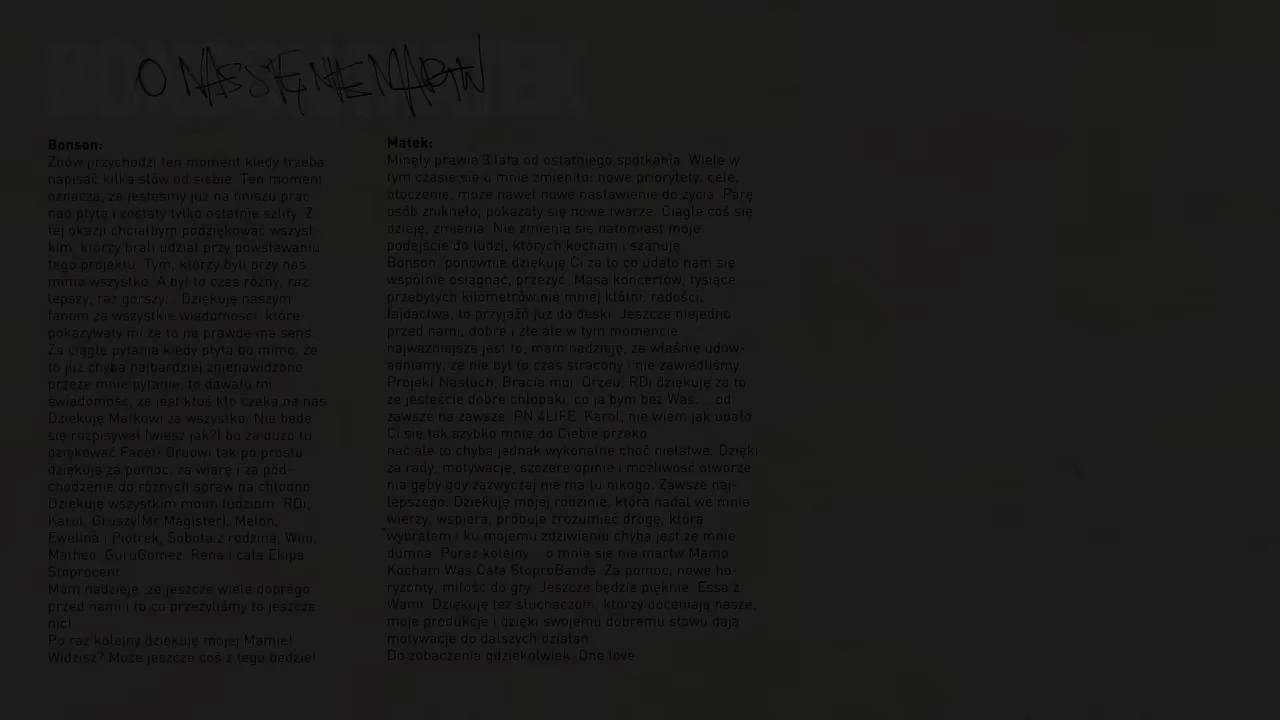 O NAS SIĘ NIE MARTW
Bonson:
Znów przychodzi ten moment kiedy trzeba
napisać kilka słów od siebie. Ten moment
oznacza, że jesteśmy już na finiszu prac
nad płytą i zostały tylko ostatnie szlify. Z
tej okazji chciałbym podziękować wszyst-
kim, którzy brali udział przy powstawaniu
tego projektu. Tym, którzy byli przy nas
mimo wszystko. A był to czas różny, raz
lepszy, raz gorszy... Dziękuję naszym
fanom za wszystkie wiadomości, które
pokazywały mi że to na prawdę ma sens.
Za ciągłe pytania kiedy płyta bo mimo, że
to już chyba najbardziej znienawidzone
przeze mnie pytanie, to dawało mi
świadomość, że jest ktoś kto czeka na nas
Dziękuję Matkowi za wszystko. Nie będę
się rozpisywał (wiesz jak?) bo za dużo tu
dziękować Facet! Oruowi tak po prostu
dziękuję za pomoc, za wiarę i za pod-
chodzenie do różnych spraw na chłodno
Dziękuję wszystkim moim ludziom: RDi,
Karol, Gruszy(Mr Magister), Melon,
Ewelina i Piotrek, Sobota z rodziną, Wini,
Matheo, GuruGomez, Rena i cała Ekipa
Stoprocent.
Mam nadzieję, że jeszcze wiele dobrego
przed nami i to co przeżyliśmy to jeszcze
nic!
Po raz kolejny dziękuję mojej Mamie!
Widzisz? Może jeszcze coś z tego będzie!
Matek:
Minęły prawie 3 lata od ostatniego spotkania. Wiele w
tym czasie się u mnie zmieniło: nowe priorytety, cele,
otoczenie, może nawet nowe nastawienie do życia. Parę
osób zniknęło, pokazały się nowe twarze. Ciągle coś się
dzieję, zmienia. Nie zmienia się natomiast moje
podejście do ludzi, których kocham i szanuję.
Bonson, ponownie dziękuję Ci za to co udało nam się
wspólnie osiągnąć, przeżyć. Masa koncertów, tysiące
przebytych kilometrów,nie mniej kłótni, radości,
łajdactwa, to przyjaźń już do deski. Jeszcze niejedno
przed nami, dobre i złe ale w tym momencie
najważniejsze jest to, mam nadzieję, że właśnie udow-
adniamy, że nie był to czas stracony i nie zawiedliśmy.
Projekt Nasłuch, Bracia moi, Orzeu, RDi dziękuję za to,
że jesteście dobre chłopaki, co ja bym bez Was, ...od
zawsze na zawsze. PN 4LIFE. Karol, nie wiem jak udało
Ci się tak szybko mnie do Ciebie przeko
nać ale to chyba jednak wykonalne choć niełatwe. Dzięki
za rady, motywację, szczere opinie i możliwość otworze
nia gęby gdy zazwyczaj nie ma tu nikogo. Zawsze naj-
lepszego. Dziękuję mojej rodzinie, która nadal we mnie
wierzy, wspiera, próbuje zrozumieć drogę, którą
wybrałem i ku mojemu zdziwieniu chyba jest ze mnie
dumna. Poraz kolejny... o mnie się nie martw Mamo
Kocham Was Cała StoproBanda. Za pomoc, nowe ho-
ryzonty, miłość do gry. Jeszcze będzie pięknie. Essa z
Wami. Dziękuję też słuchaczom, którzy doceniają nasze,
moje produkcje i dzięki swojemu dobremu słowu dają
motywacje do dalszych działań.
Do zobaczenia gdziekolwiek. One love